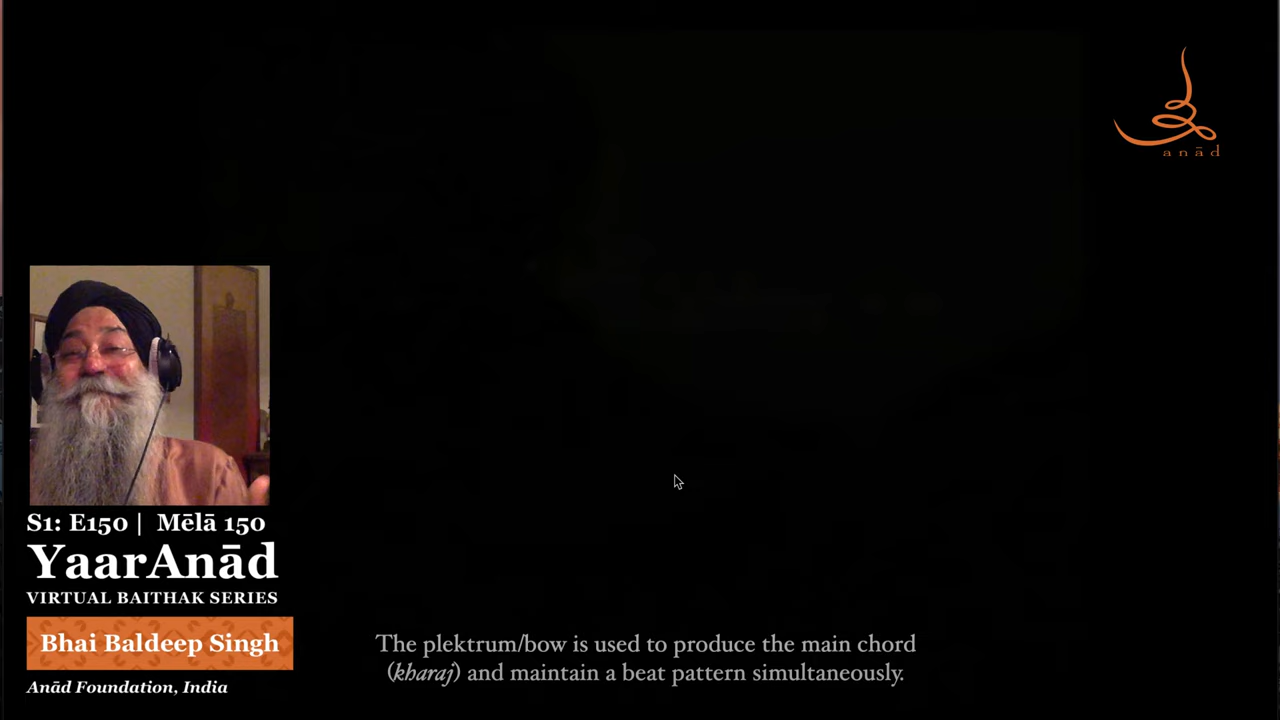 anād
S1: E150 | Mēlā 150
YaarAnād
VIRTUAL BAITHAK SERIES
Bhai Baldeep Singh
Anād Foundation, India
The plektrum/bow is used to produce the main chord
(kharaj) and maintain a beat pattern simultaneously.